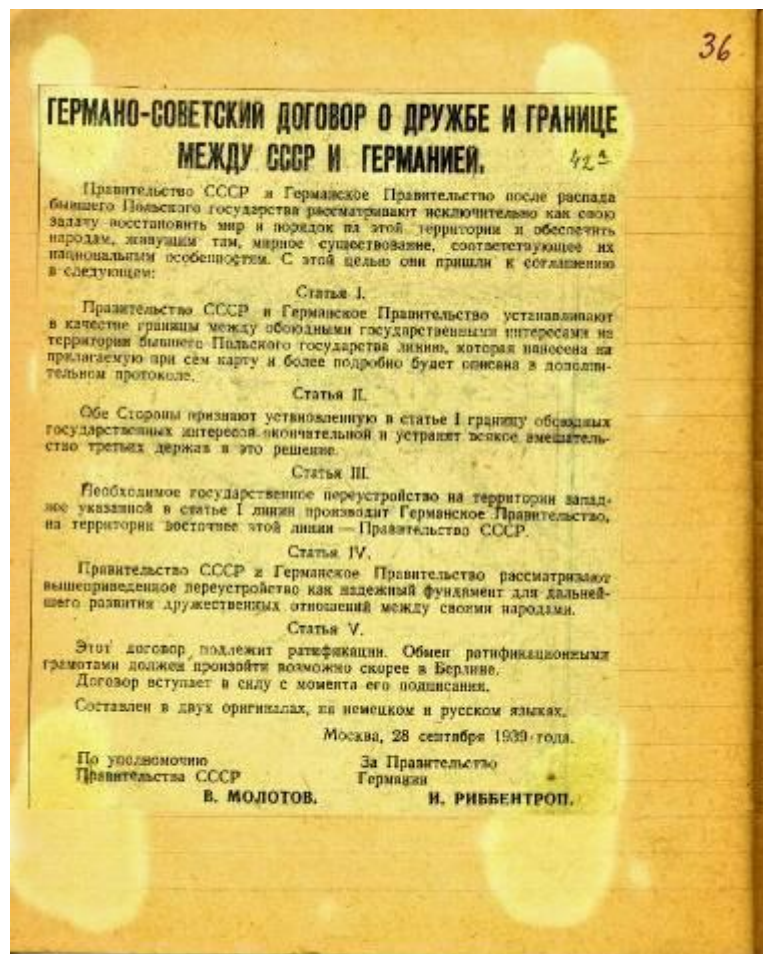 36
ГЕРМАНО-СОВЕТСКИЙ ДОГОВОР О ДРУЖБЕ И ГРАНИЦЕ
МЕЖДУ СССР И ГЕРМАНИЕЙ.
42а
Правительство СССР и Германское Правительство после распада
бывшего Польского государства рассматривают исключительно как свою
задачу восстановить мир и порядок на этой территории и обеспечить
народам, живущим там, мирное существование, соответствующее их
национальным особенностям. С этой целью они пришли к соглашению
в следующем:
Статья I.
Правительство СССР и Германское Правительство устанавливают
в качестве границы между обоюдными государственными интересами на
территории бывшего Польского государства линию, которая нанесена на
прилагаемую при сем карту и более подробно будет описана в дополни-
тельном протоколе.
Статья II.
Обе Стороны признают установленную в статье I границу обоюдных
государственных интересов окончательной и устранят всякое вмешатель-
ство третьих держав в это решение.
Статья III.
Необходимое государственное переустройство на территории запад-
нее указанной в статье I линии производит Германское Правительство,
на территории восточнее этой линии — Правительство СССР.
Статья IV.
Правительство СССР и Германское Правительство рассматривают
вышеприведенное переустройство как надежный фундамент для дальней-
шего развития дружественных отношений между своими народами.
Статья V.
Этот договор подлежит ратификации. Обмен ратификационными
грамотами должен произойти возможно скорее в Берлине.
Договор вступает в силу с момента его подписания.
Составлен в двух оригиналах, на немецком и русском языках.
Москва, 28 сентября 1939 года.
По уполномочию За Правительство
Правительства СССР Германии
В. МОЛОТОВ. И. РИББЕНТРОП.